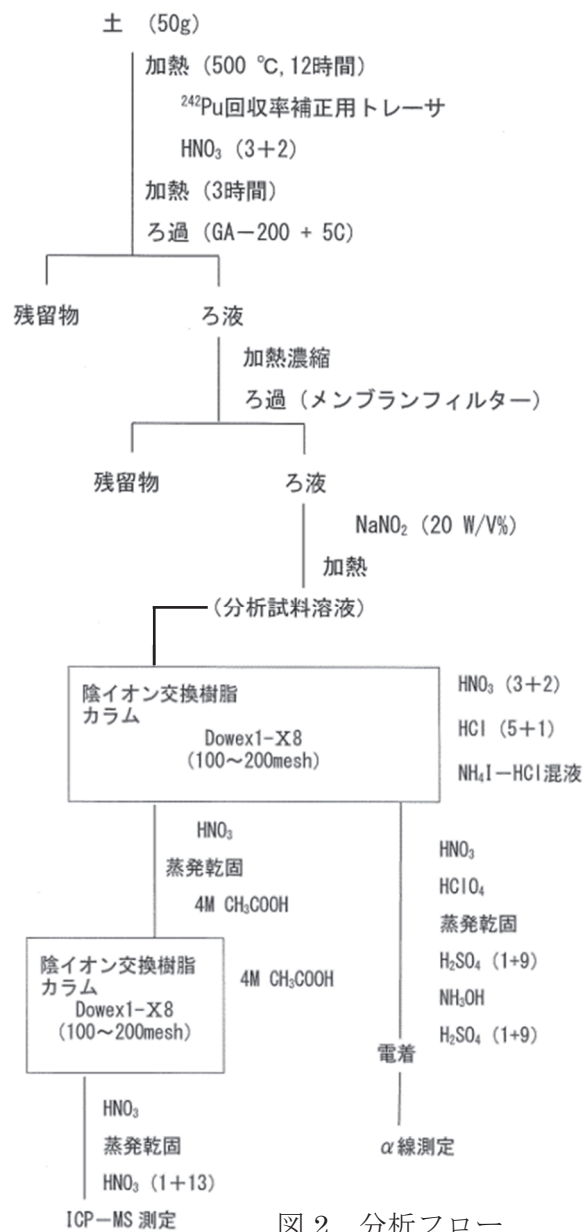 土 (50g)
加熱 (500 ℃, 12時間)
²⁴²Pu回収率補正用トレーサ
HNO₃ (3+2)
加熱 (3時間)
ろ過 (GA-200 + 5C)
残留物 ろ液
加熱濃縮
ろ過 (メンブランフィルター)
残留物 ろ液
NaNO₂ (20 W/V%)
加熱
(分析試料溶液)
陰イオン交換樹脂
カラム
Dowex1-X8
(100~200mesh)
HNO₃ (3+2)
HCl (5+1)
NH₄I-HCl混液
HNO₃
蒸発乾固
4M CH₃COOH
陰イオン交換樹脂
カラム
Dowex1-X8
(100~200mesh)
4M CH₃COOH
HNO₃
蒸発乾固
HNO₃ (1+13)
ICP-MS 測定
HNO₃
HClO₄
蒸発乾固
H₂SO₄ (1+9)
NH₃OH
H₂SO₄ (1+9)
電着
α線測定
図2 分析フロー